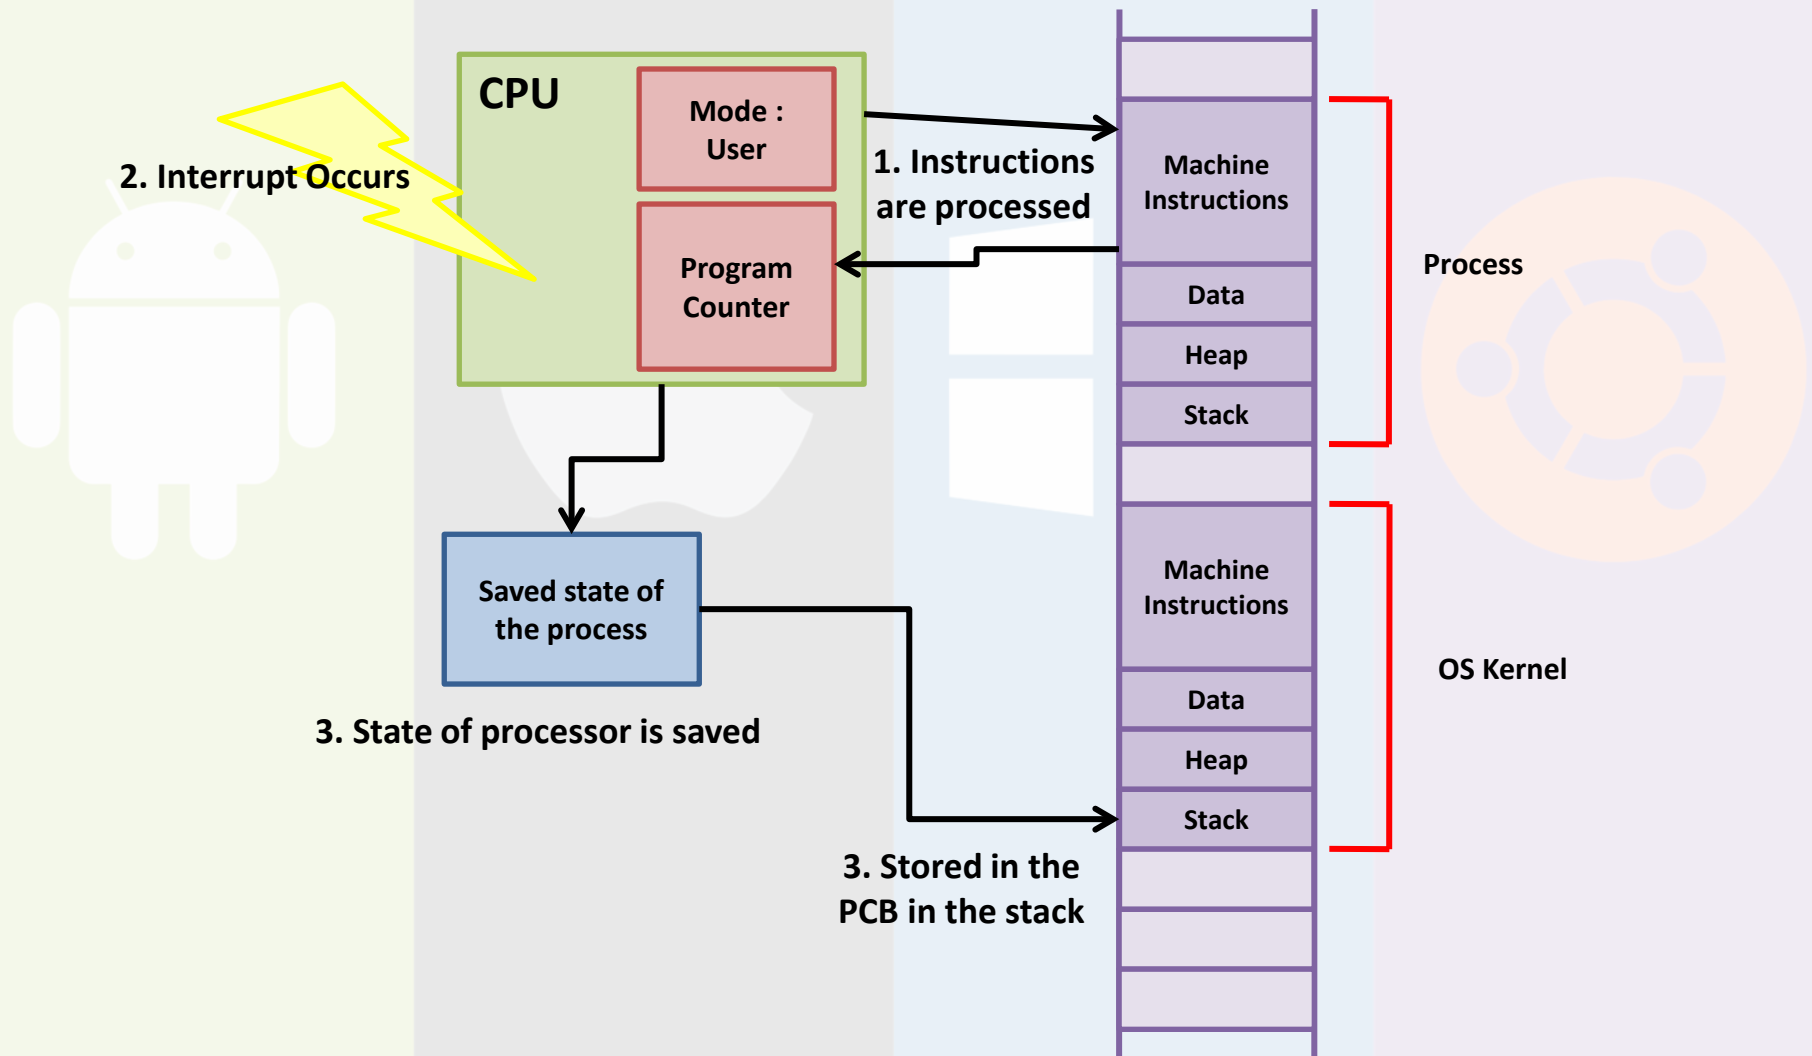 CPU
Mode :
User
2. Interrupt Occurs
1. Instructions
are processed
Program
Counter
Machine
Instructions
Data
Heap
Stack
Process
Saved state of
the process
3. State of processor is saved
Machine
Instructions
Data
Heap
Stack
OS Kernel
3. Stored in the
PCB in the stack